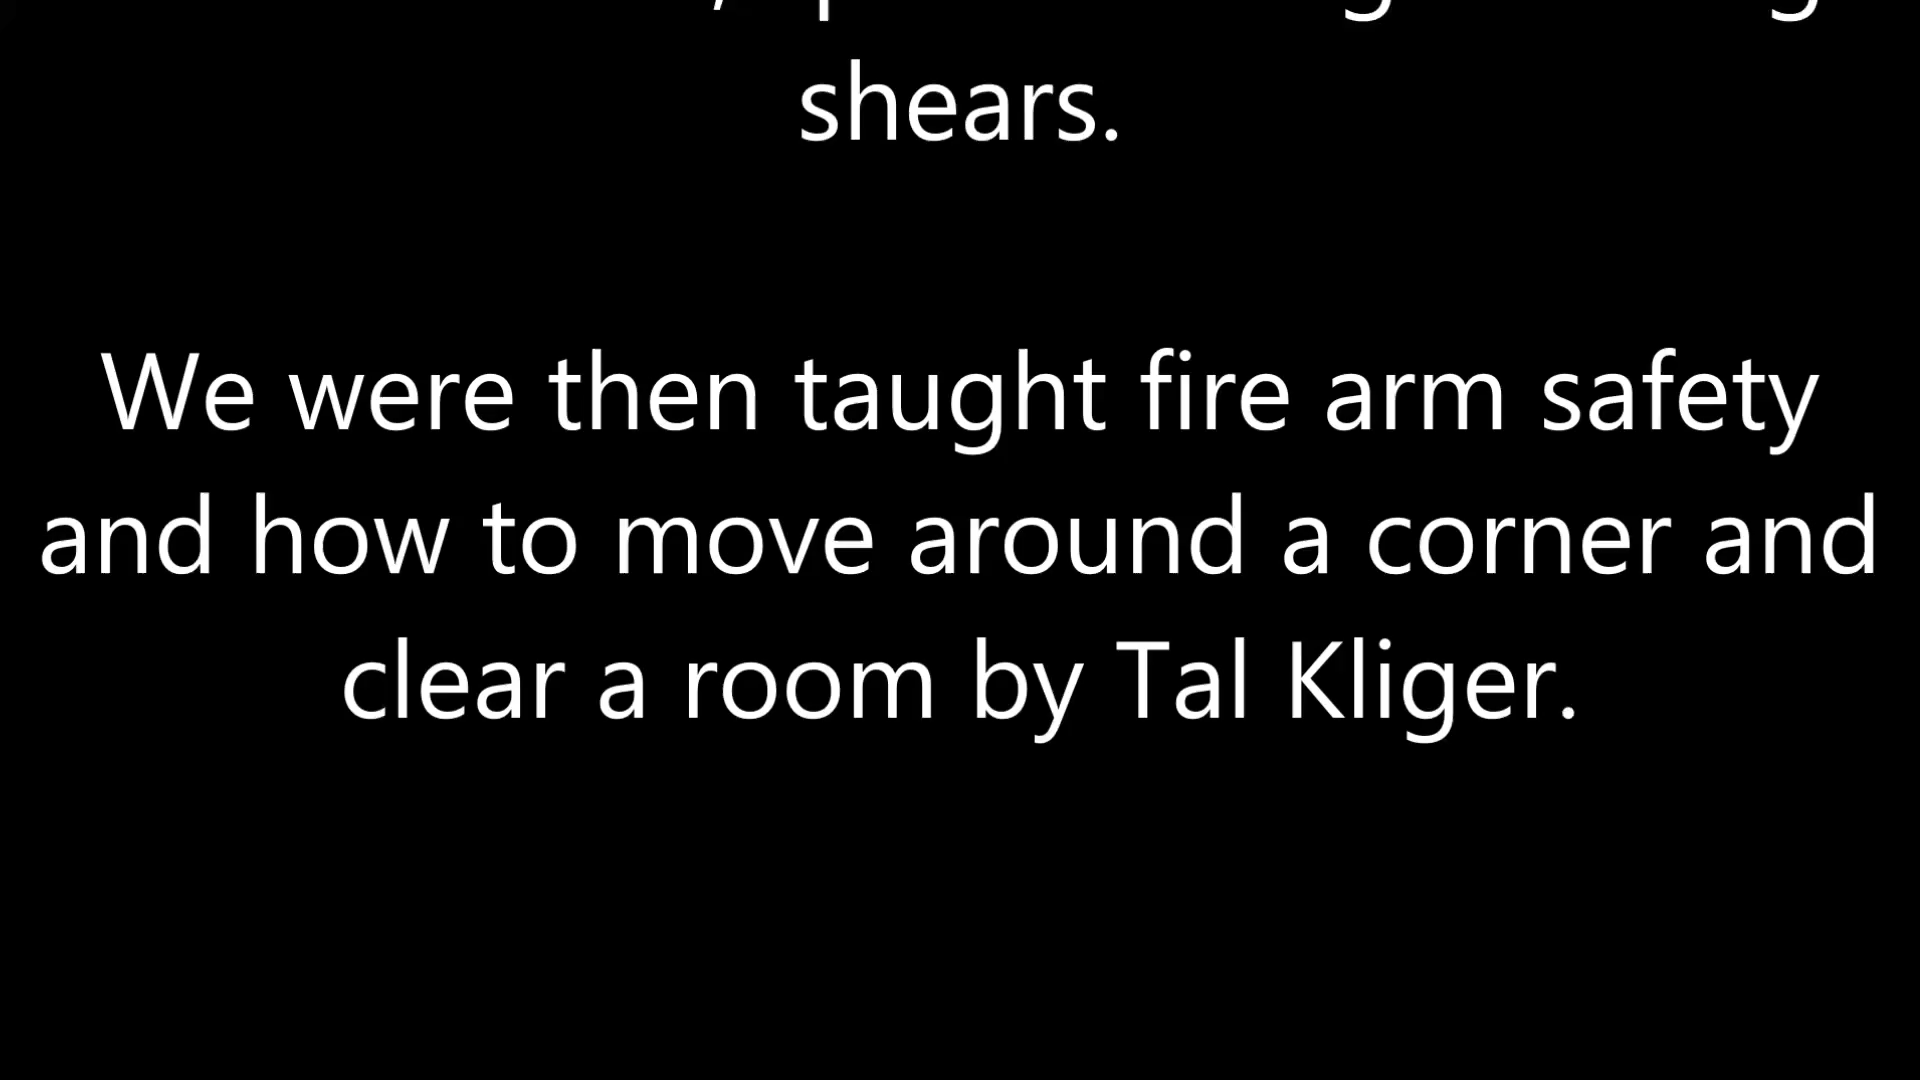 shears.
We were then taught fire arm safety
and how to move around a corner and
clear a room by Tal Kliger.